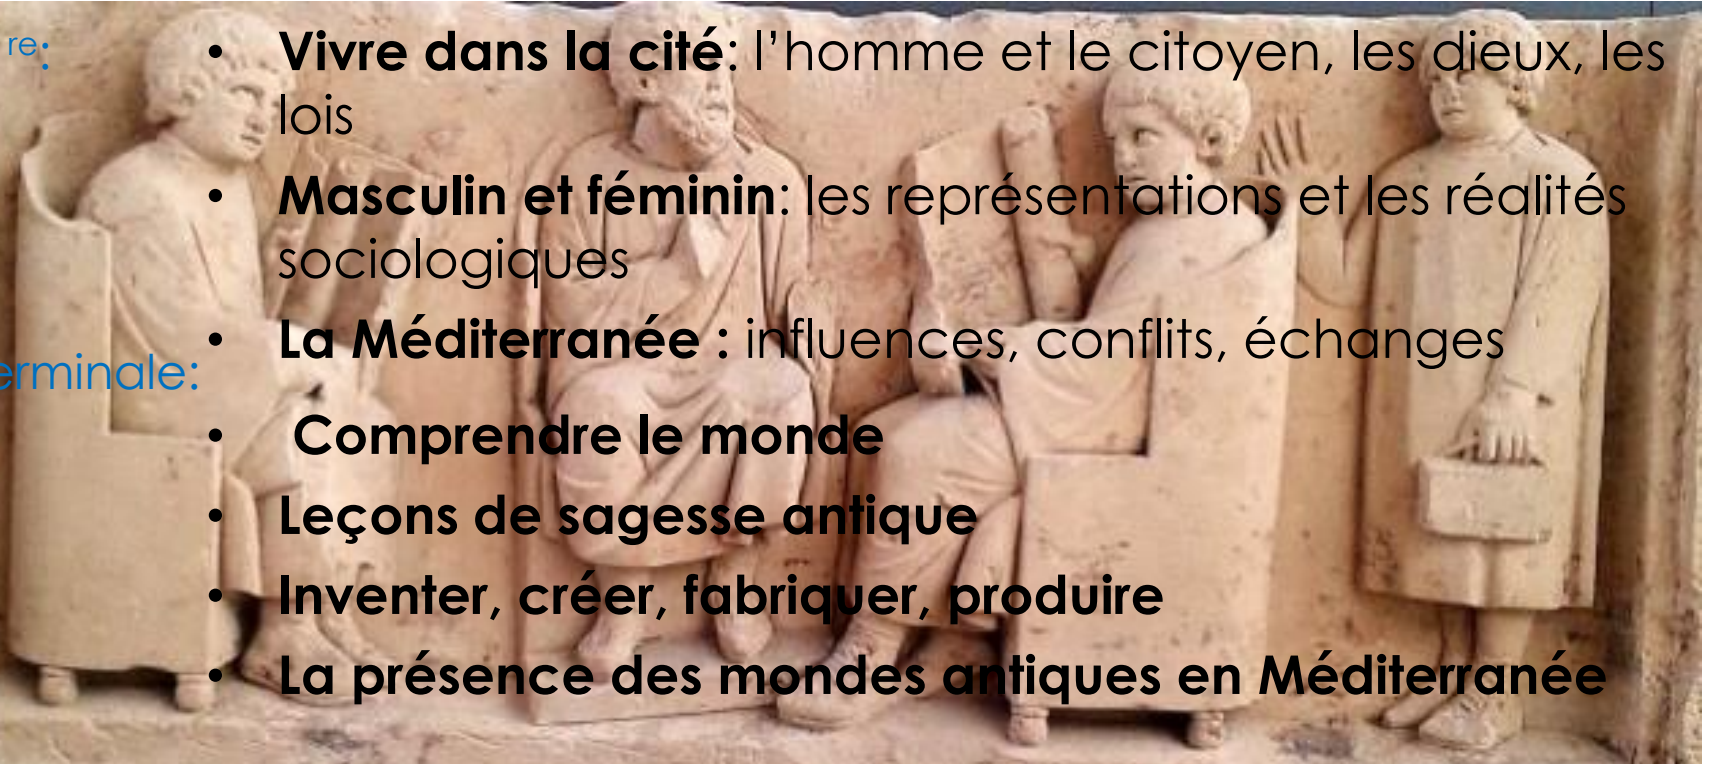 re:
• Vivre dans la cité: l’homme et le citoyen, les dieux, les
lois
• Masculin et féminin: les représentations et les réalités
sociologiques
• La Méditerranée : influences, conflits, échanges
erminale:
• Comprendre le monde
• Leçons de sagesse antique
• Inventer, créer, fabriquer, produire
• La présence des mondes antiques en Méditerranée